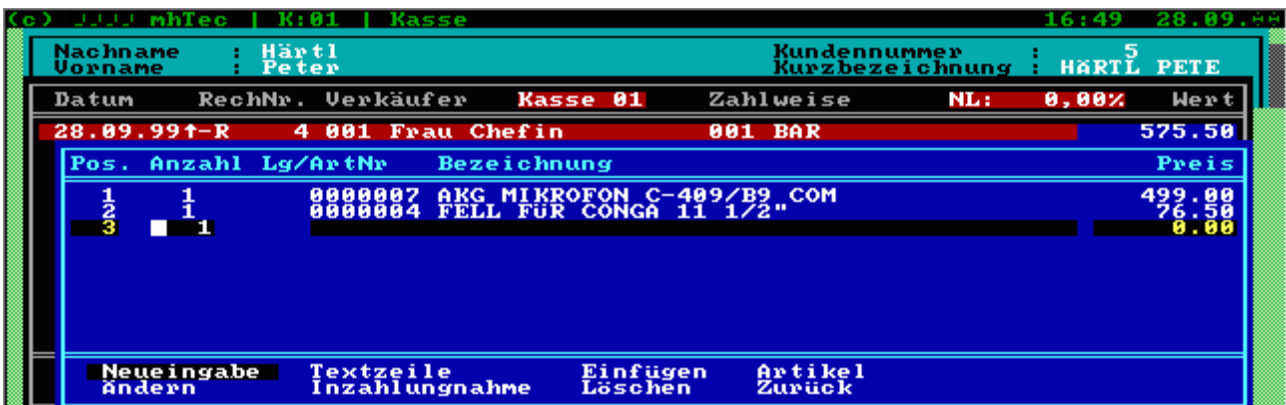 (c) mhTec | K:01 | Kasse 16:49 28.09.
Nachname : Härtl Kundennummer : 5
Vorname : Peter Kurzbezeichnung : HÄRTL PETE
Datum RechNr. Verkäufer Kasse 01 Zahlweise NL: 0,00% Wert
28.09.99↑-R 4 001 Frau Chefin 001 BAR 575.50
Pos. Anzahl Lg/ArtNr Bezeichnung Preis
1 1 0000007 AKG MIKROFON C-409/B9 COM 499.00
2 1 0000004 FELL FÜR CONGA 11 1/2" 76.50
3 1 0.00
Neueingabe Textzeile Einfügen Artikel
Ändern Inzahlungnahme Löschen Zurück